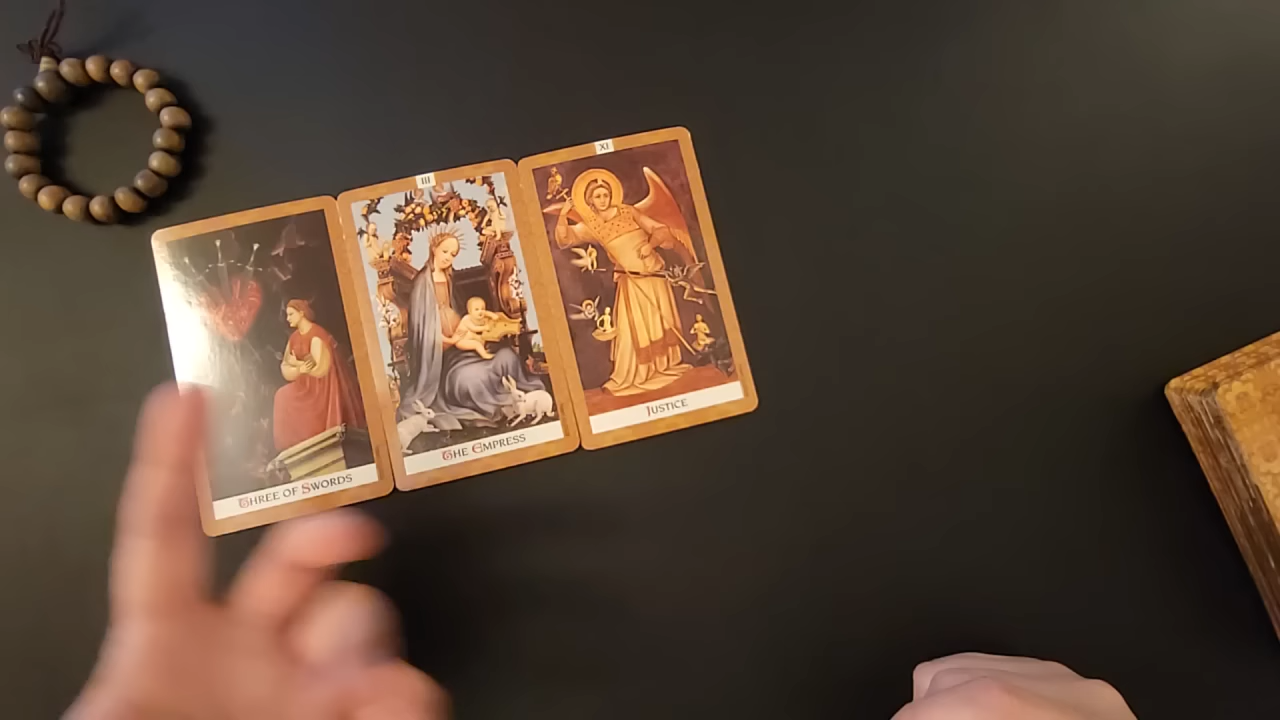 III
XI
THREE OF SWORDS
THE EMPRESS
JUSTICE